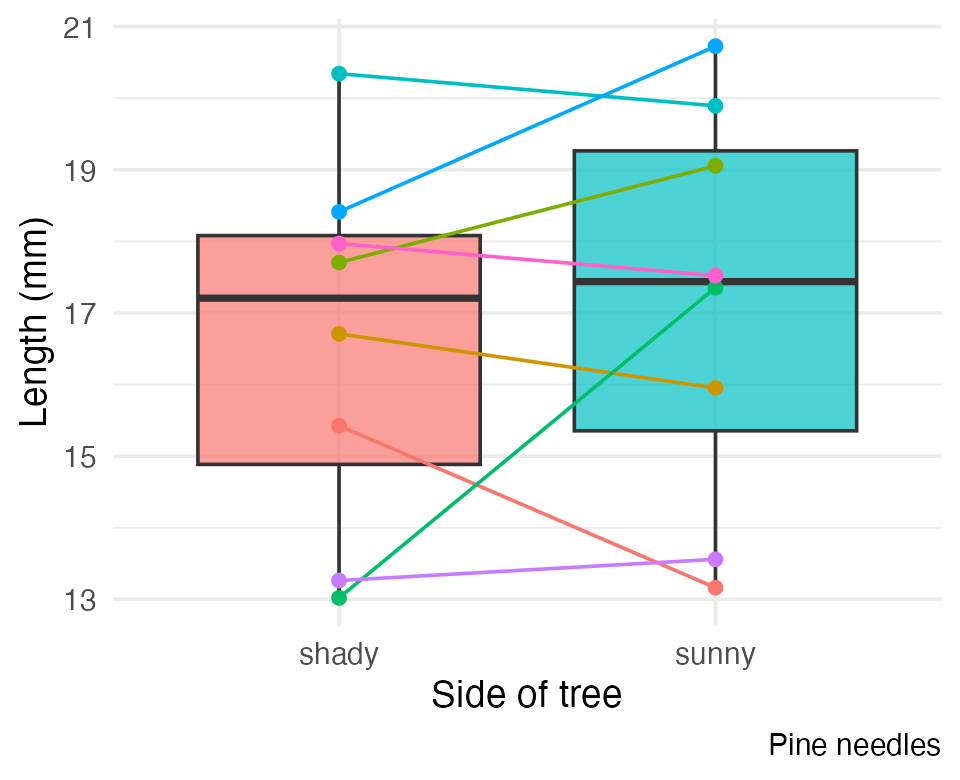 21
19
17
15
13
Length (mm)
shady
sunny
Side of tree
Pine needles